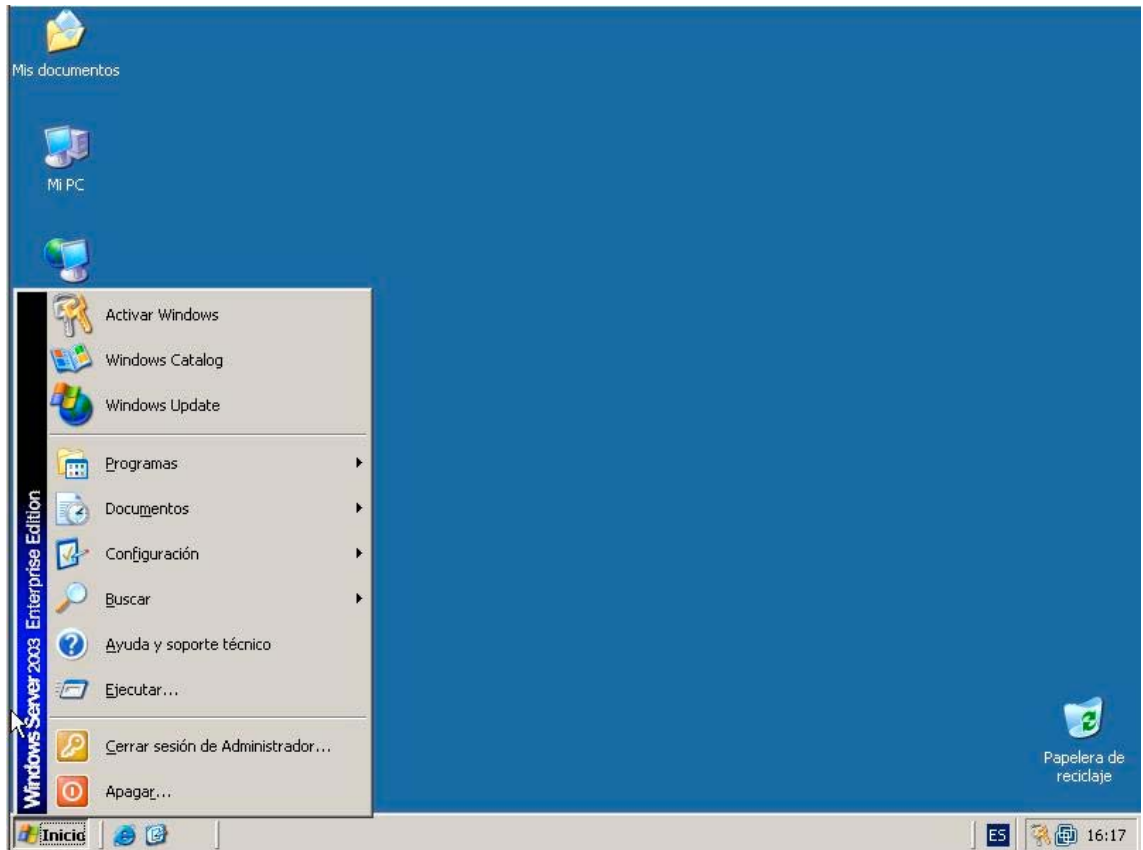 Mis documentos
Mi PC
Activar Windows
Windows Catalog
Windows Update
Programas
Documentos
Configuración
Buscar
Ayuda y soporte técnico
Ejecutar...
Cerrar sesión de Administrador...
Apagar...
Windows Server 2003 Enterprise Edition
Papelera de
reciclaje
Inicio
ES
16:17